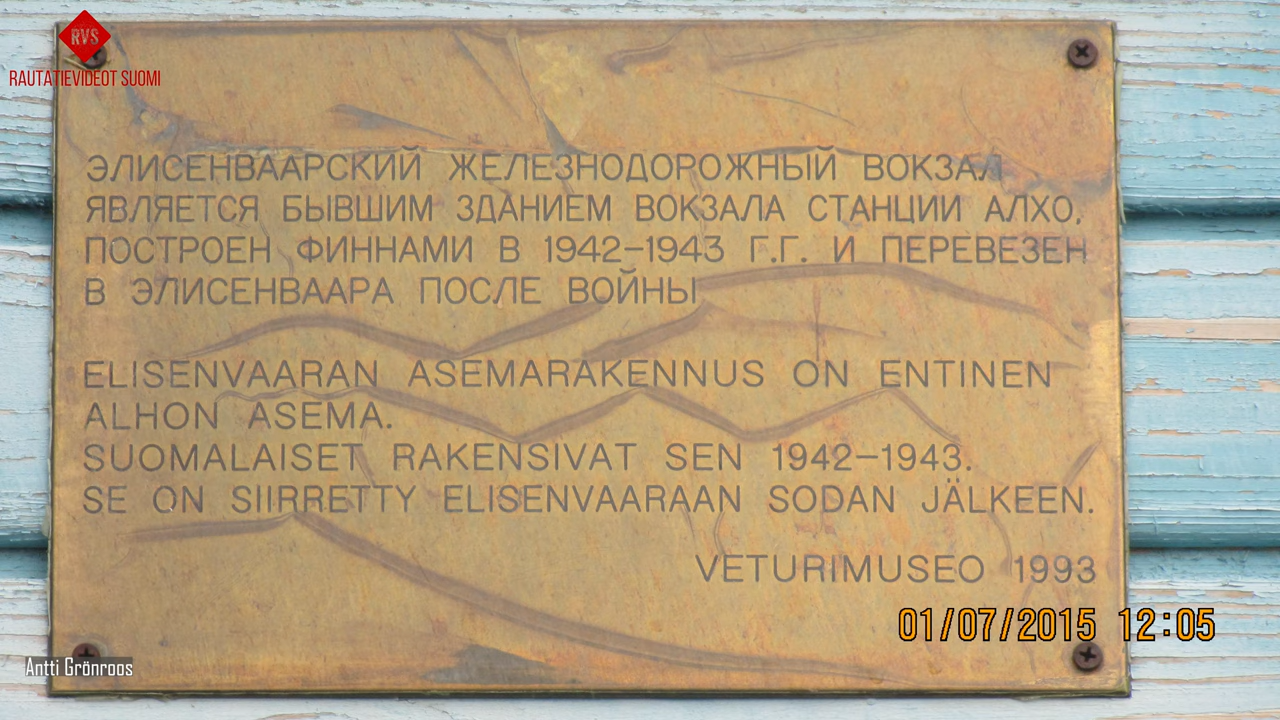 RVS
RAUTATIEVIDEOT SUOMI
ЭЛИСЕНВААРСКИЙ ЖЕЛЕЗНОДОРОЖНЫЙ ВОКЗАЛ
ЯВЛЯЕТСЯ БЫВШИМ ЗДАНИЕМ ВОКЗАЛА СТАНЦИИ АЛХО,
ПОСТРОЕН ФИННАМИ В 1942–1943 Г.Г. И ПЕРЕВЕЗЕН
В ЭЛИСЕНВААРА ПОСЛЕ ВОЙНЫ
ELISENVAARAN ASEMARAKENNUS ON ENTINEN
ALHON ASEMA.
SUOMALAISET RAKENSIVAT SEN 1942–1943.
SE ON SIIRRETTY ELISENVAARAAN SODAN JÄLKEEN.
VETURIMUSEO 1993
01/07/2015 12:05
Antti Grönroos